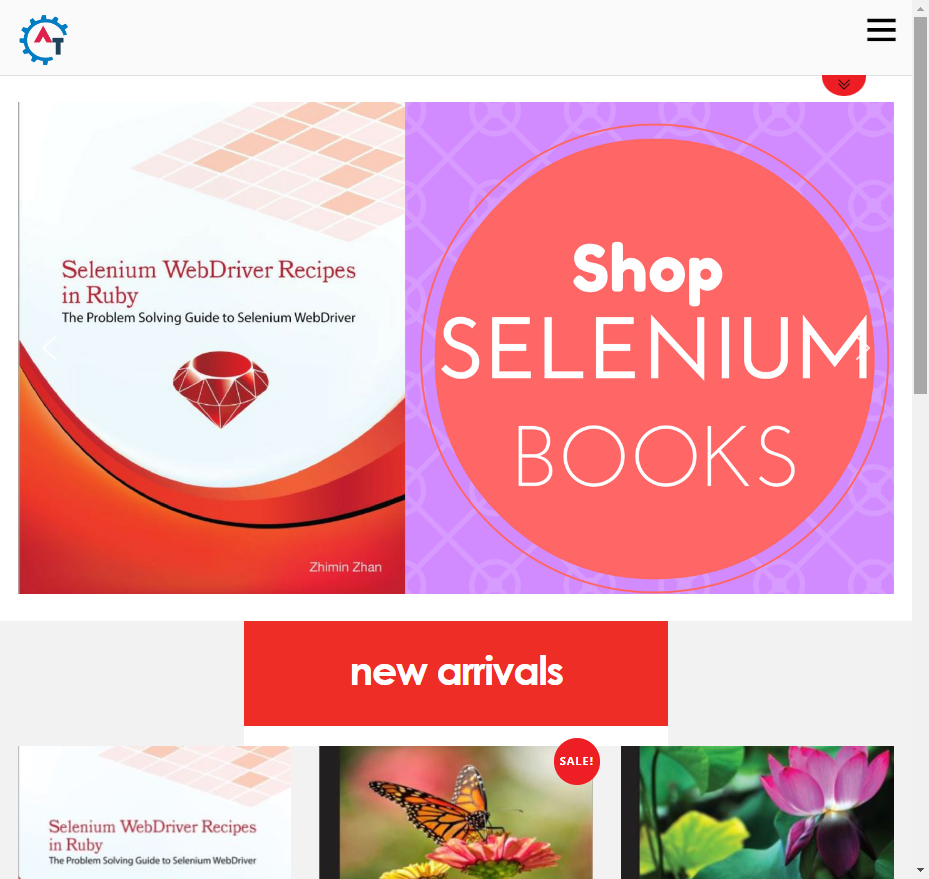 AT
Selenium WebDriver Recipes
in Ruby
The Problem Solving Guide to Selenium WebDriver
Zhimin Zhan
Shop
SELENIUM
BOOKS
new arrivals
SALE!
Selenium WebDriver Recipes
in Ruby
The Problem Solving Guide to Selenium WebDriver